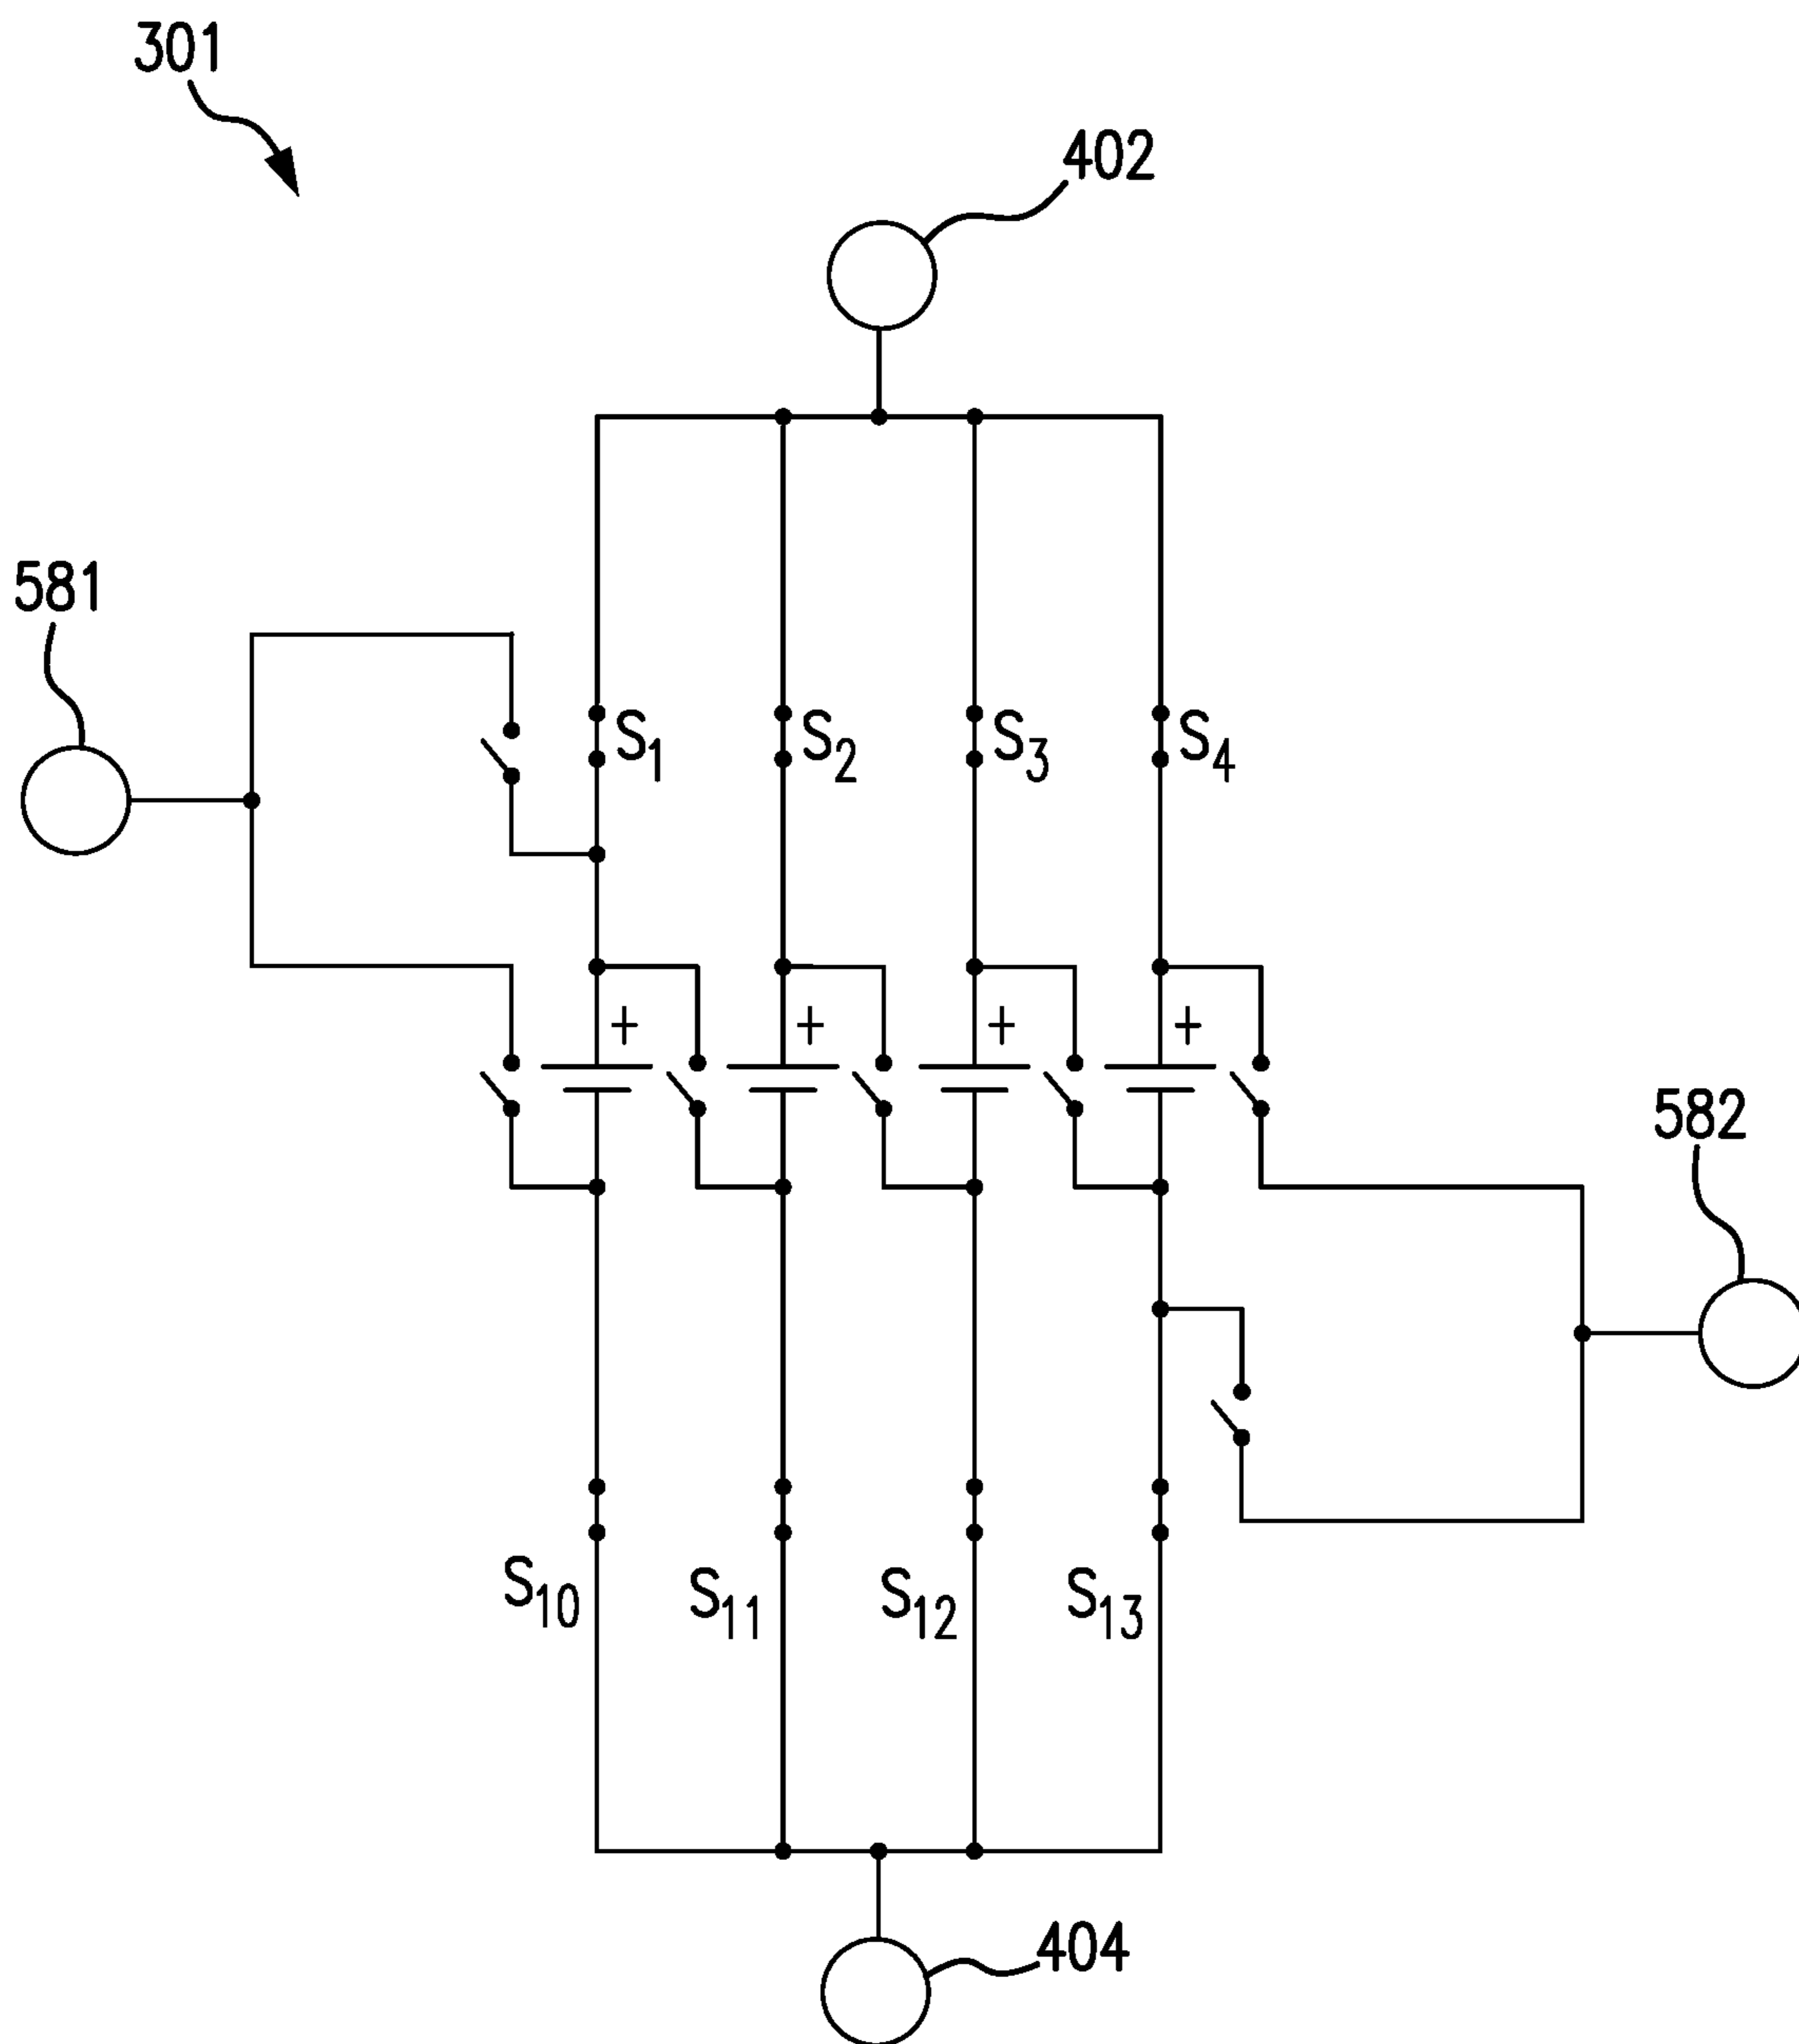 301
402
581
S1 S2 S3 S4
+ + + +
582
S10 S11 S12 S13
404